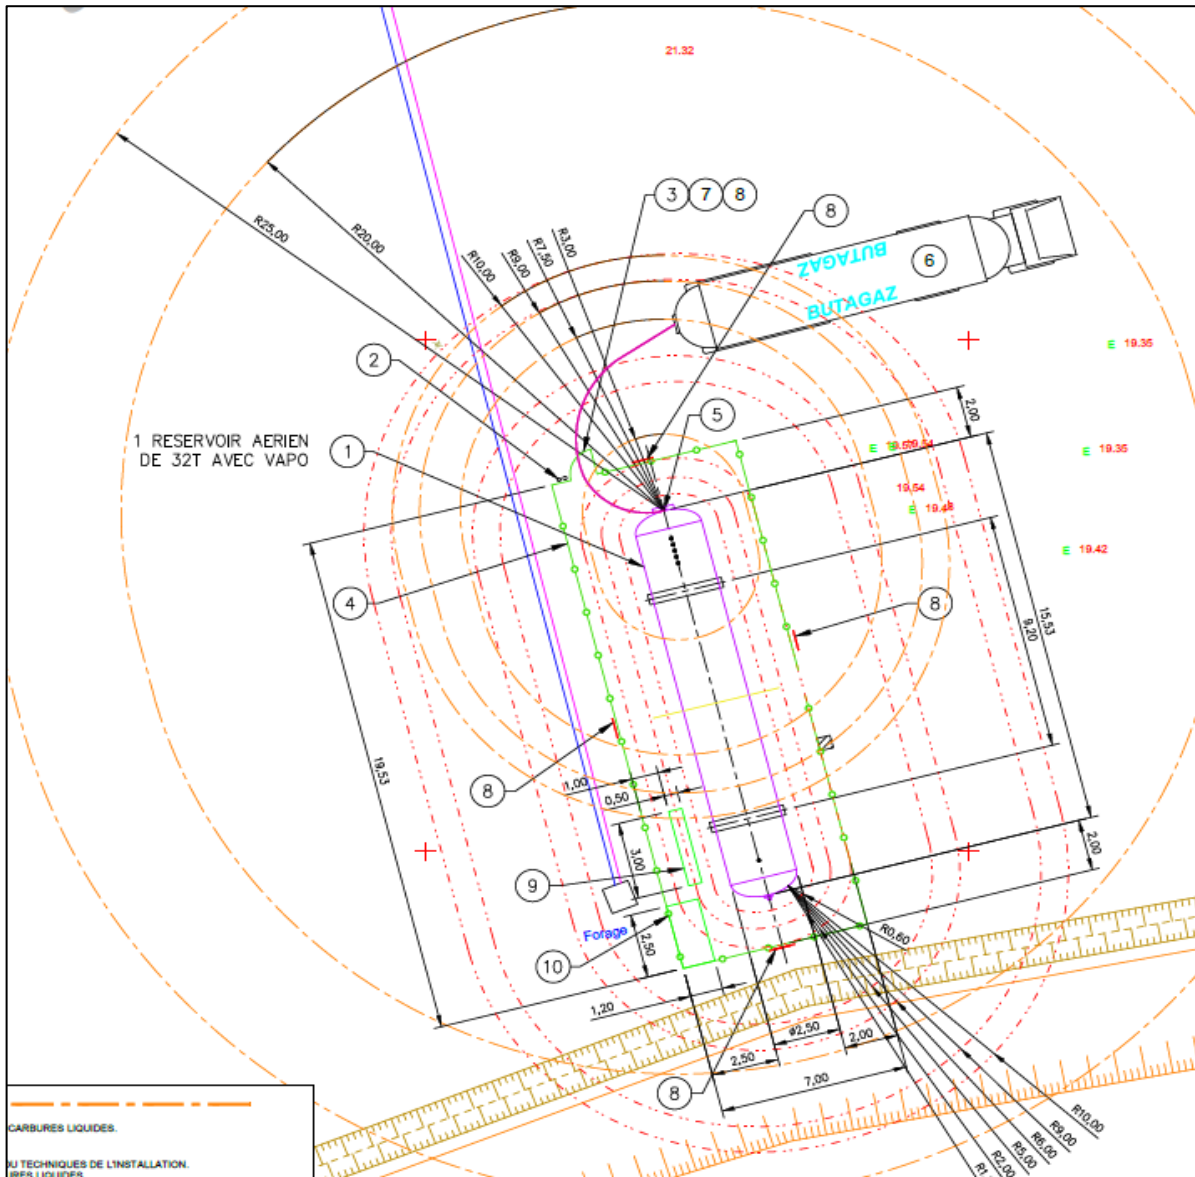 21.32
3 7 8
8
R25,00
R20,00
R10,00
R9,00
R7,50
R3,00
BUTAGAZ
BUTAGAZ
6
2
E 19.35
1 RESERVOIR AERIEN
DE 32T AVEC VAPO
1
5
2,00
E 19.35
19.54
E 19.42
4
8
15,53
9,20
19,53
8
1,00
0,50
3,00
9
2,00
Forage
10
2,50
R0,60
1,20
ø2,50
2,50
2,00
7,00
8
R10,00
R9,00
R6,00
R5,00
R2,00
CARBURES LIQUIDES.
OU TECHNIQUES DE L'INSTALLATION.